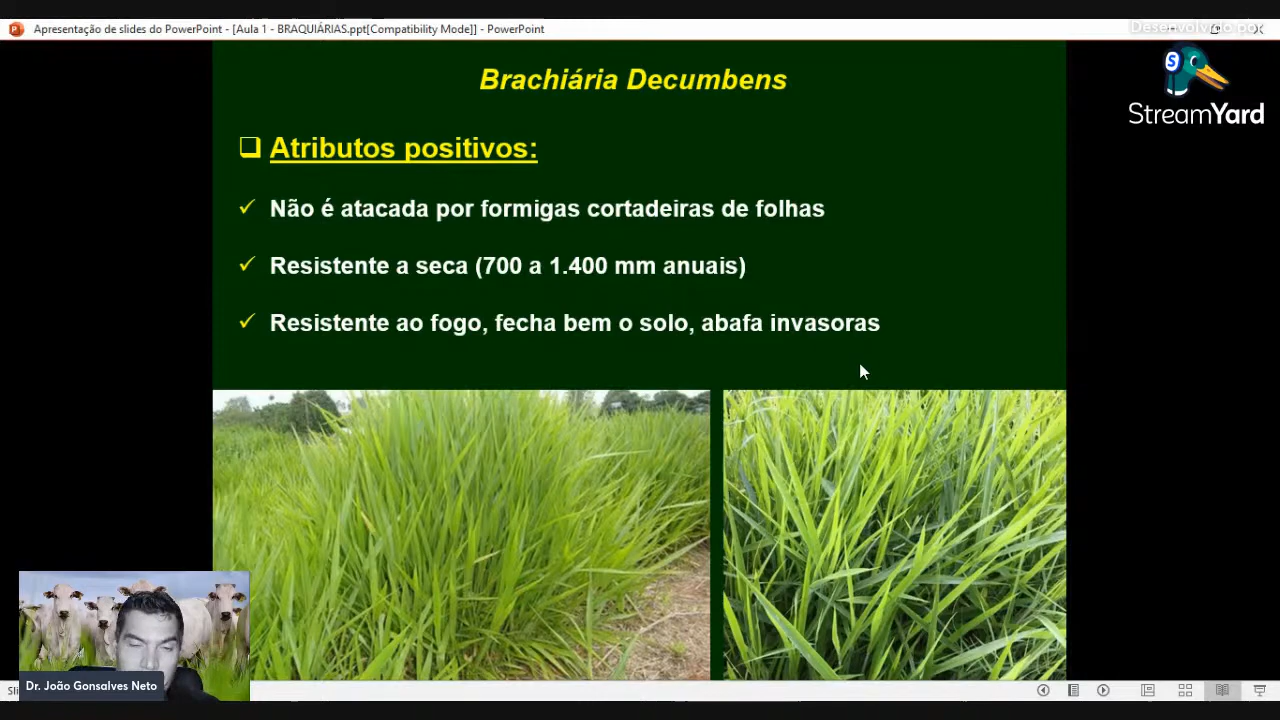 Apresentação de slides do PowerPoint - [Aula 1 - BRAQUIÁRIAS.ppt[Compatibility Mode]] - PowerPoint
Desenvolvido por
StreamYard
Brachiária Decumbens
Atributos positivos:
Não é atacada por formigas cortadeiras de folhas
Resistente a seca (700 a 1.400 mm anuais)
Resistente ao fogo, fecha bem o solo, abafa invasoras
Dr. João Gonsalves Neto